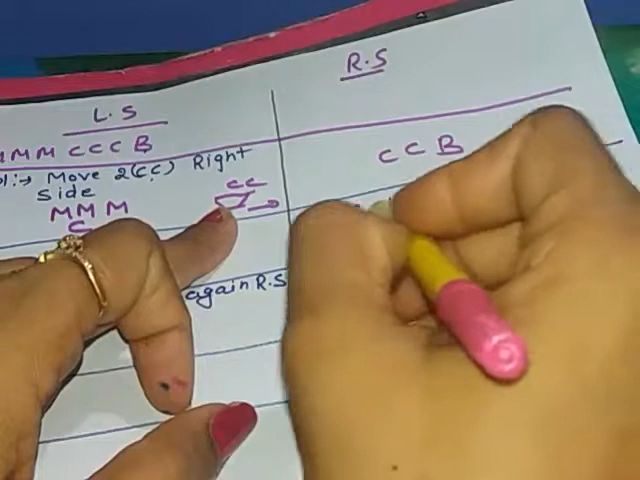 L.S
R.S
MMM CCC B
Move 2(CC) Right
Side
CC
MMM
C
CCB
again R.S